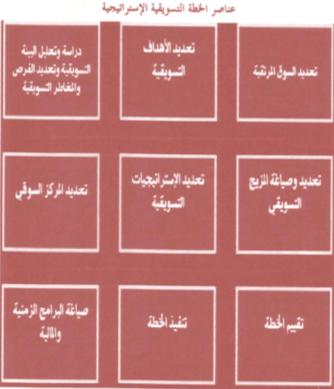 عناصر الخطة التسويقية الإستراتيجية
تحديد السوق المرتقبة
تحديد الأهداف
التسويقية
دراسة وتحليل البيئة
التسويقية وتحديد الفرص
والمخاطر التسويقية
تحديد وصياغة المزيج
التسويقي
تحديد الإستراتيجيات
التسويقية
تحديد المركز السوقي
تقييم الخطة
تنفيذ الخطة
صياغة البرامج الزمنية
والمالية